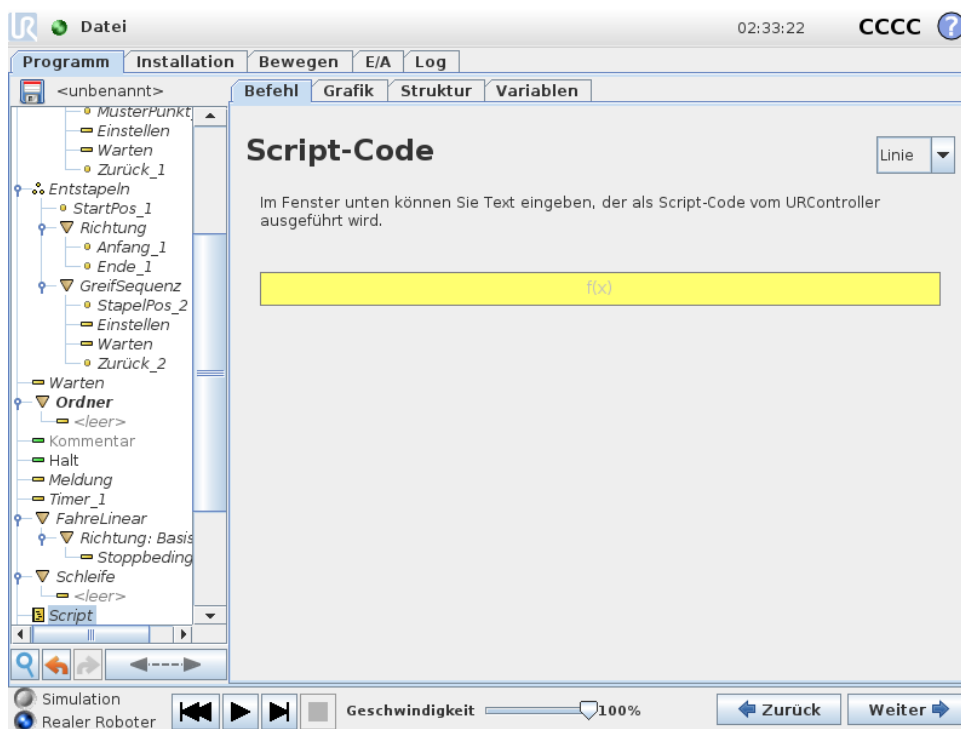 UR Datei 02:33:22 CCCC ?
Programm Installation Bewegen E/A Log
<unbenannt> Befehl Grafik Struktur Variablen
MusterPunkt
Einstellen
Warten
Zurück_1
Entstapeln
StartPos_1
Richtung
Anfang_1
Ende_1
GreifSequenz
StapelPos_2
Einstellen
Warten
Zurück_2
Warten
Ordner
<leer>
Kommentar
Halt
Meldung
Timer_1
FahreLinear
Richtung: Basis
Stoppbeding
Schleife
<leer>
Script
Script-Code
Linie
Im Fenster unten können Sie Text eingeben, der als Script-Code vom URController
ausgeführt wird.
f(x)
Simulation
Realer Roboter
Geschwindigkeit 100%
Zurück Weiter